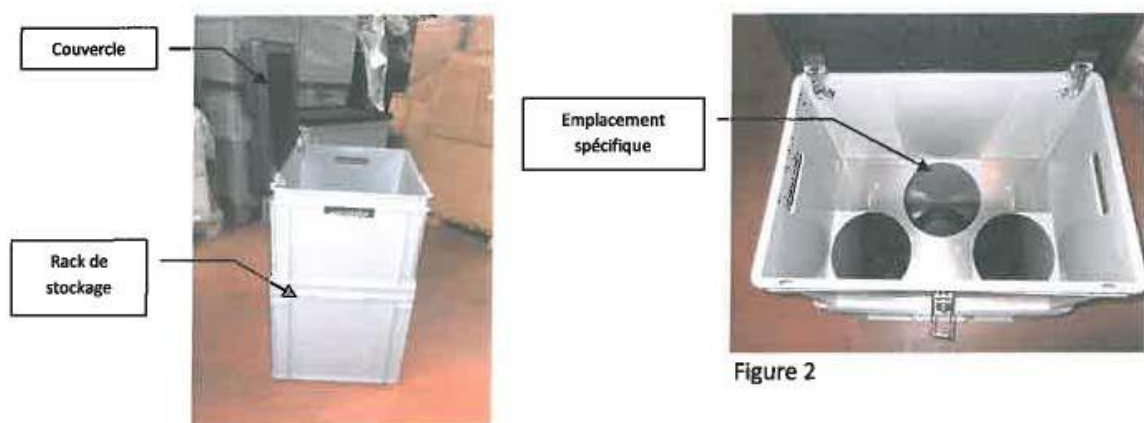 Couvercle
Emplacement
spécifique
Rack de
stockage
Figure 2